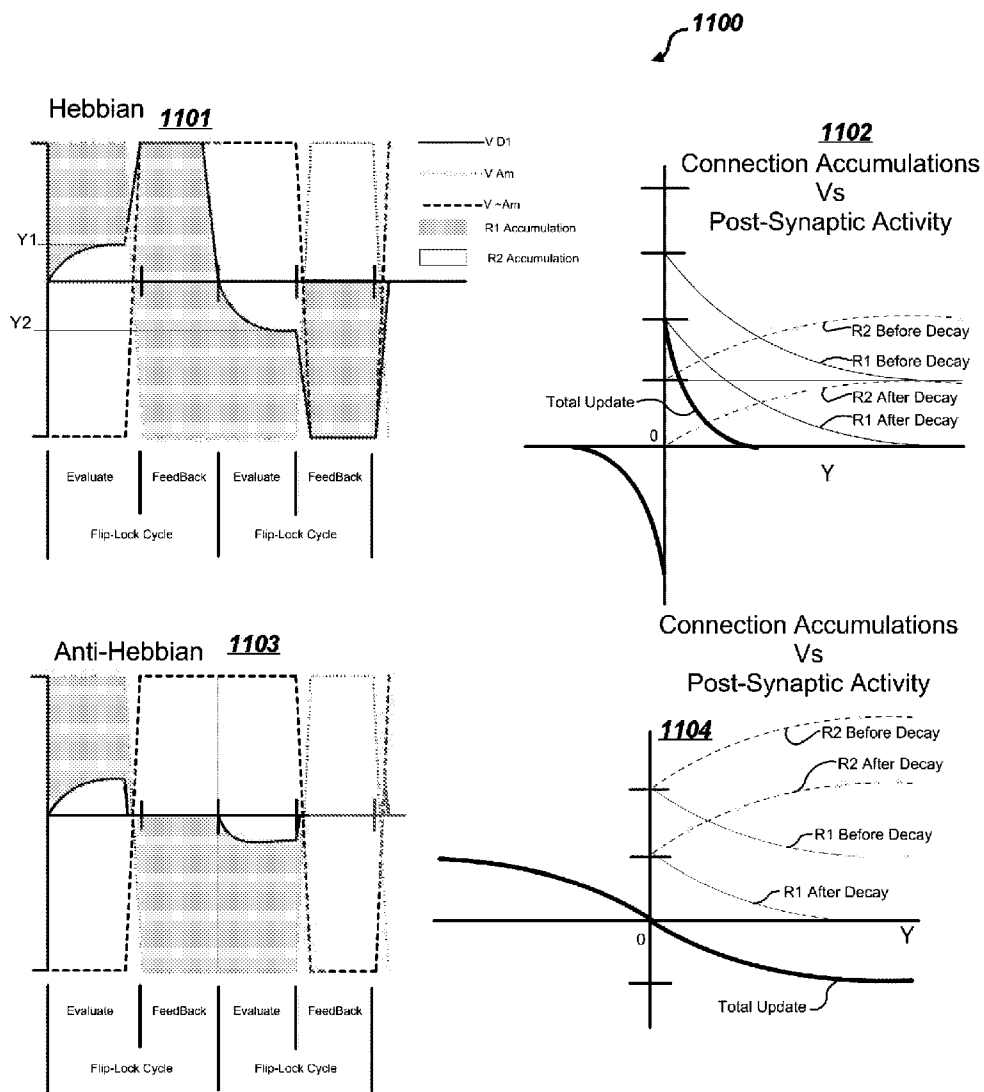 1100
Hebbian 1101
V D1
V Am
V ~Am
R1 Accumulation
R2 Accumulation
Y1
Y2
Evaluate FeedBack Evaluate FeedBack
Flip-Lock Cycle Flip-Lock Cycle
1102
Connection Accumulations
Vs
Post-Synaptic Activity
R2 Before Decay
R1 Before Decay
R2 After Decay
R1 After Decay
Total Update
0
Y
Anti-Hebbian 1103
Evaluate FeedBack Evaluate FeedBack
Flip-Lock Cycle Flip-Lock Cycle
Connection Accumulations
Vs
Post-Synaptic Activity
1104
R2 Before Decay
R2 After Decay
R1 Before Decay
R1 After Decay
0
Y
Total Update